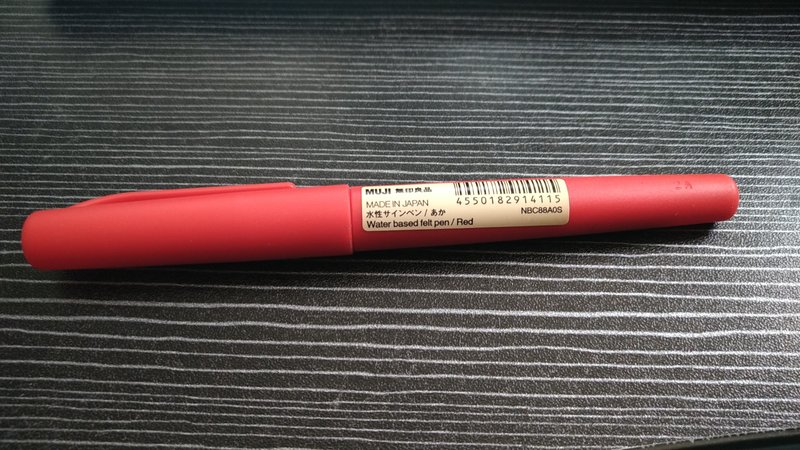 MUJI 無印良品
MADE IN JAPAN
水性サインペン / あか
Water based felt pen / Red
4550182914115
NBC88A0S